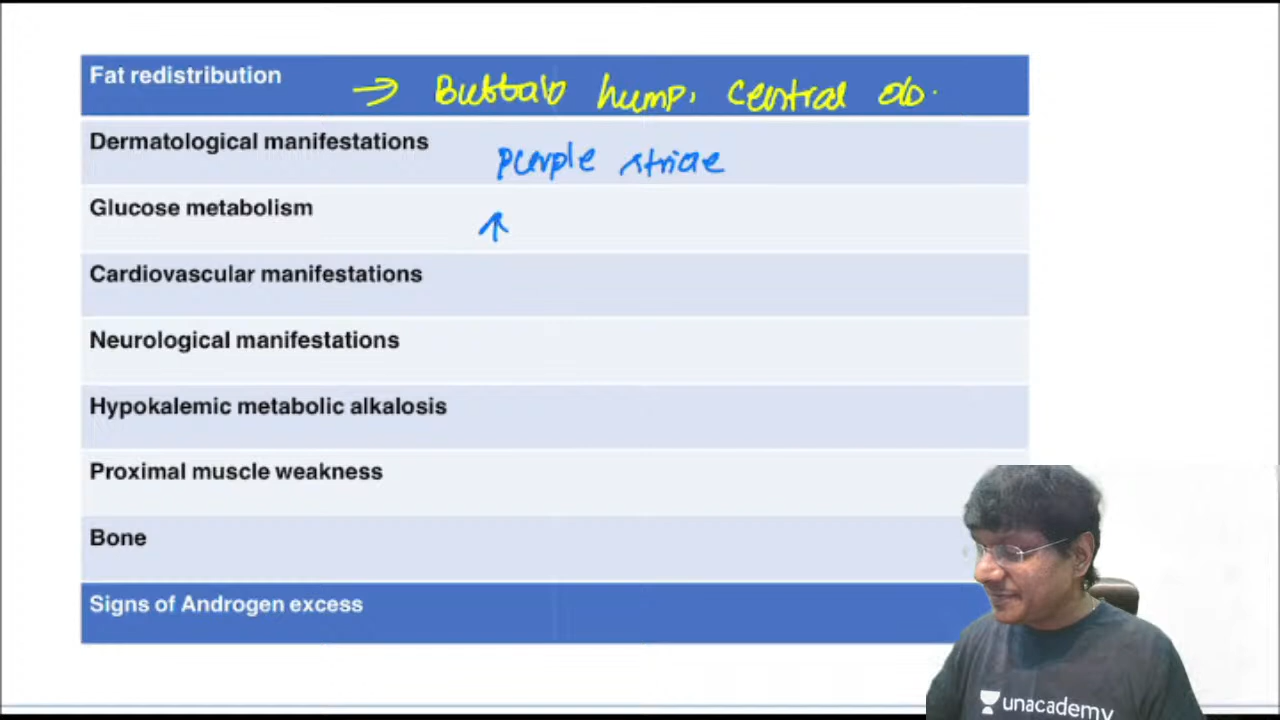 Fat redistribution → Buffalo hump, central ob.
Dermatological manifestations purple striae
Glucose metabolism ↑
Cardiovascular manifestations
Neurological manifestations
Hypokalemic metabolic alkalosis
Proximal muscle weakness
Bone
Signs of Androgen excess
unacademy